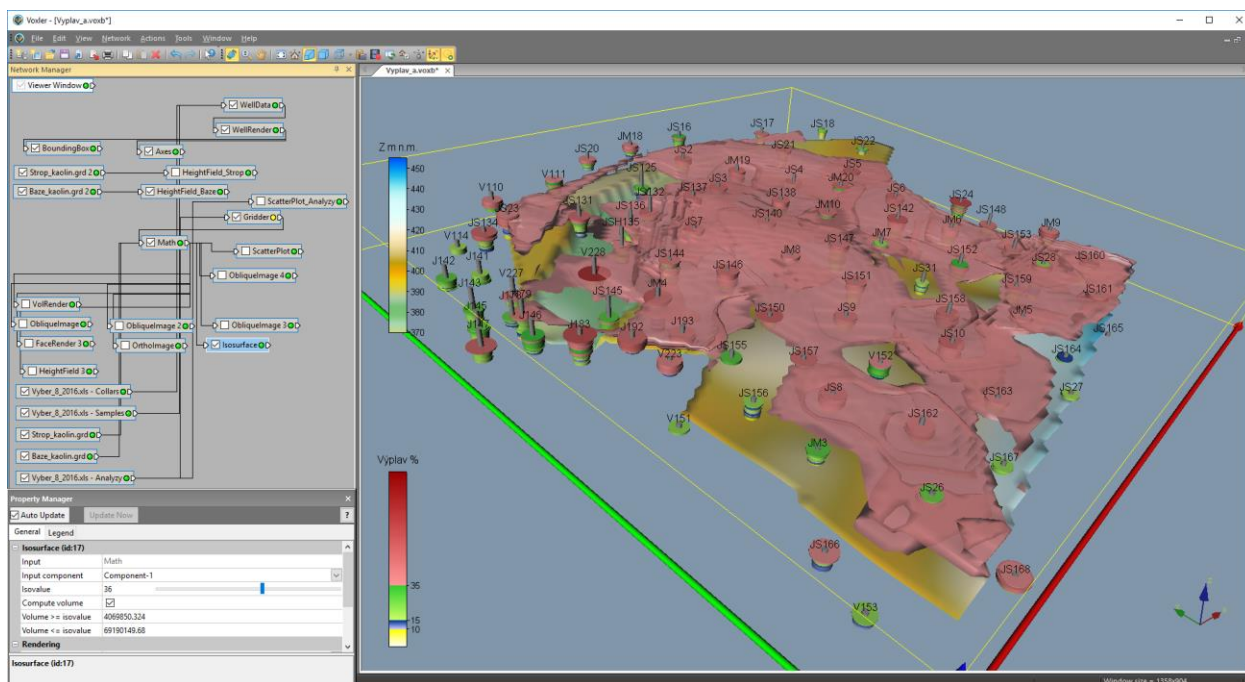 Voxler - [Vyplav_a.voxb*]
File Edit View Network Actions Tools Window Help
Network Manager
Viewer Window
WellData
WellRender
BoundingBox
Axes
Strop_kaolin.grd 2
HeightField_Strop
Baze_kaolin.grd 2
HeightField_Baze
ScatterPlot_Analyzy
Gridder
Math
ScatterPlot
ObliqueImage 4
VolRender
ObliqueImage
ObliqueImage 2
ObliqueImage 3
FaceRender 3
OrthoImage
Isosurface
HeightField 3
Vyber_8_2016.xls - Collars
Vyber_8_2016.xls - Samples
Strop_kaolin.grd
Baze_kaolin.grd
Vyber_8_2016.xls - Analyzy
Property Manager
Auto Update Update Now ?
General Legend
Isosurface (id:17)
Input Math
Input component Component-1
Isovalue 36
Compute volume
Volume >= isovalue 4069850.324
Volume <= isovalue 69190149.68
Rendering
Isosurface (id:17)
Vyplav_a.voxb*
Z m n.m.
450
440
430
420
410
400
390
380
370
Výplav %
35
15
10
JS17
JS18
JS16
JM18
JS21
JS22
JS20
JS2
JM19
JS4
JS5
JS125
V111
V110
JS132
JS137
JS3
JS138
JM20
JS6
JS24
JS131
JS23
JS136
JS140
JM10
JS142
JM6
JS148
JM9
JS134
JSH135
JS7
JS147
JM7
JS153
V114
V228
JS144
JM8
JS152
JS28
JS160
J142
J141
JS146
JS151
JS31
JS159
JS161
J143
V227
JS145
JM4
JS158
JM5
J146
J183
J192
J193
JS150
JS9
JS10
JS165
V223
JS155
JS157
V152
JS164
JS156
JS8
JS163
JS27
V151
JS162
JM3
JS167
JS26
JS166
JS168
V153
Window size = 1358x904